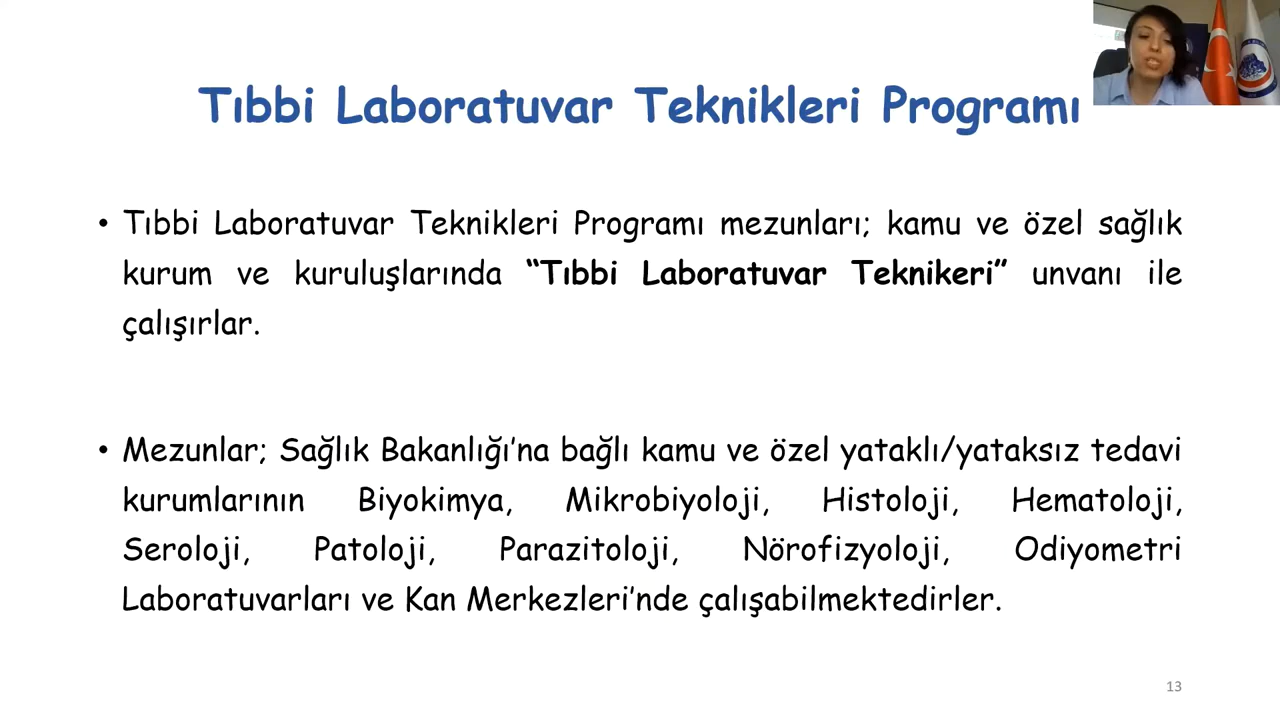 Tıbbi Laboratuvar Teknikleri Programı
• Tıbbi Laboratuvar Teknikleri Programı mezunları; kamu ve özel sağlık
kurum ve kuruluşlarında “Tıbbi Laboratuvar Teknikeri” unvanı ile
çalışırlar.
• Mezunlar; Sağlık Bakanlığı’na bağlı kamu ve özel yataklı/yataksız tedavi
kurumlarının Biyokimya, Mikrobiyoloji, Histoloji, Hematoloji,
Seroloji, Patoloji, Parazitoloji, Nörofizyoloji, Odiyometri
Laboratuvarları ve Kan Merkezleri’nde çalışabilmektedirler.
13